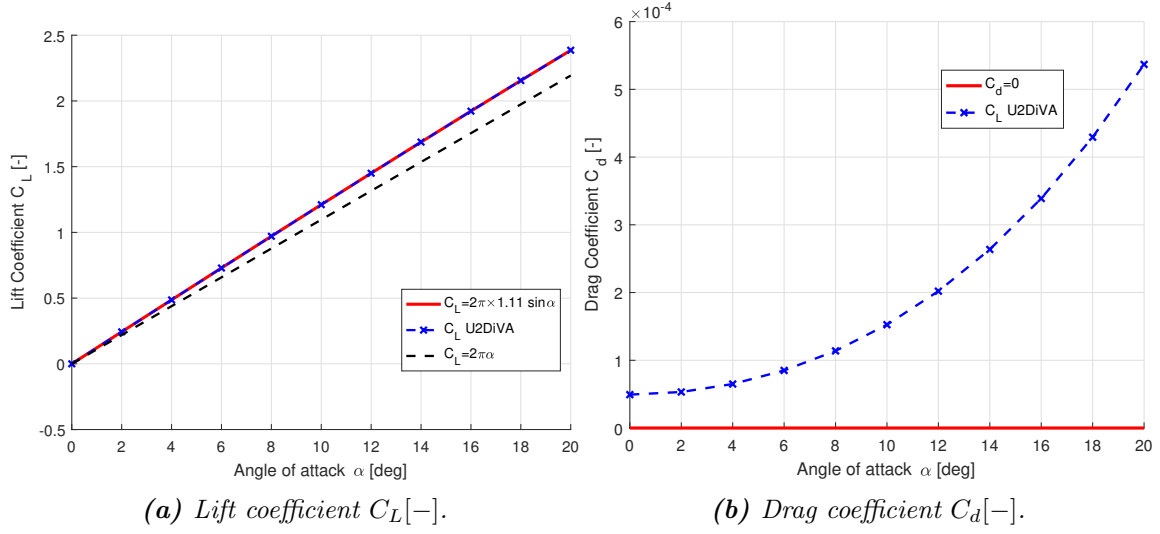 2.5
2
1.5
1
0.5
0
-0.5
Lift Coefficient C_L [-]
C_L=2π×1.11 sinα
C_L U2DiVA
C_L=2πα
0 2 4 6 8 10 12 14 16 18 20
Angle of attack α [deg]
(a) Lift coefficient C_L[−].
×10^-4
6
5
4
3
2
1
0
Drag Coefficient C_d [-]
C_d=0
C_L U2DiVA
0 2 4 6 8 10 12 14 16 18 20
Angle of attack α [deg]
(b) Drag coefficient C_d[−].